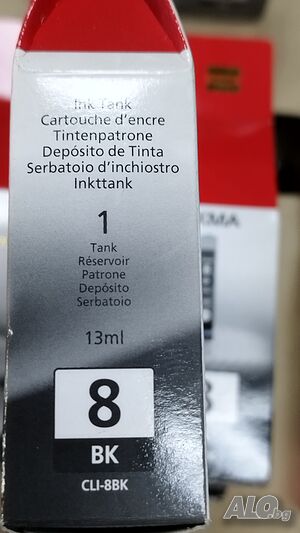 Ink Tank
Cartouche d'encre
Tintenpatrone
Depósito de Tinta
Serbatoio d'inchiostro
Inkttank
1
Tank
Réservoir
Patrone
Depósito
Serbatoio
13ml
8
BK
CLI-8BK
XMA
ALO.bg